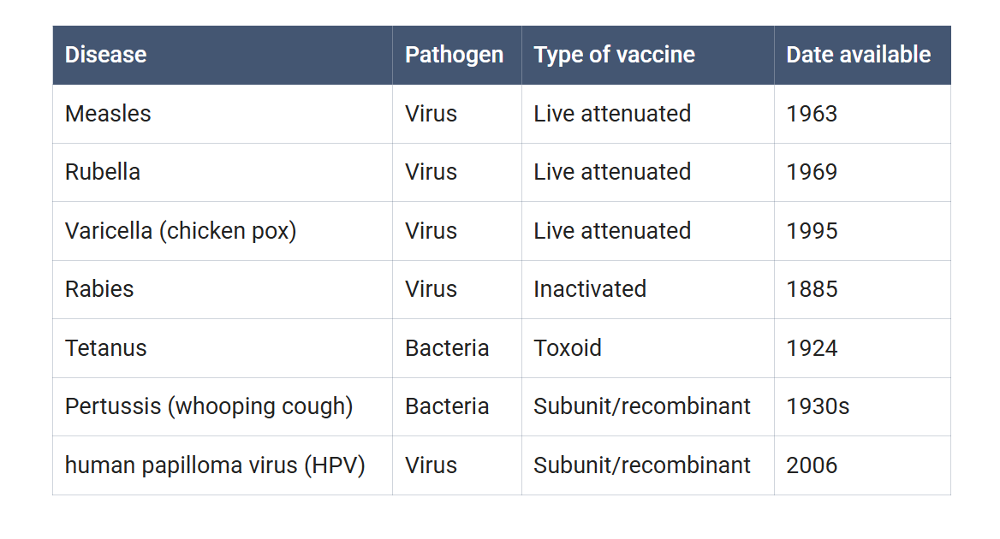 Disease Pathogen Type of vaccine Date available
Measles Virus Live attenuated 1963
Rubella Virus Live attenuated 1969
Varicella (chicken pox) Virus Live attenuated 1995
Rabies Virus Inactivated 1885
Tetanus Bacteria Toxoid 1924
Pertussis (whooping cough) Bacteria Subunit/recombinant 1930s
human papilloma virus (HPV) Virus Subunit/recombinant 2006